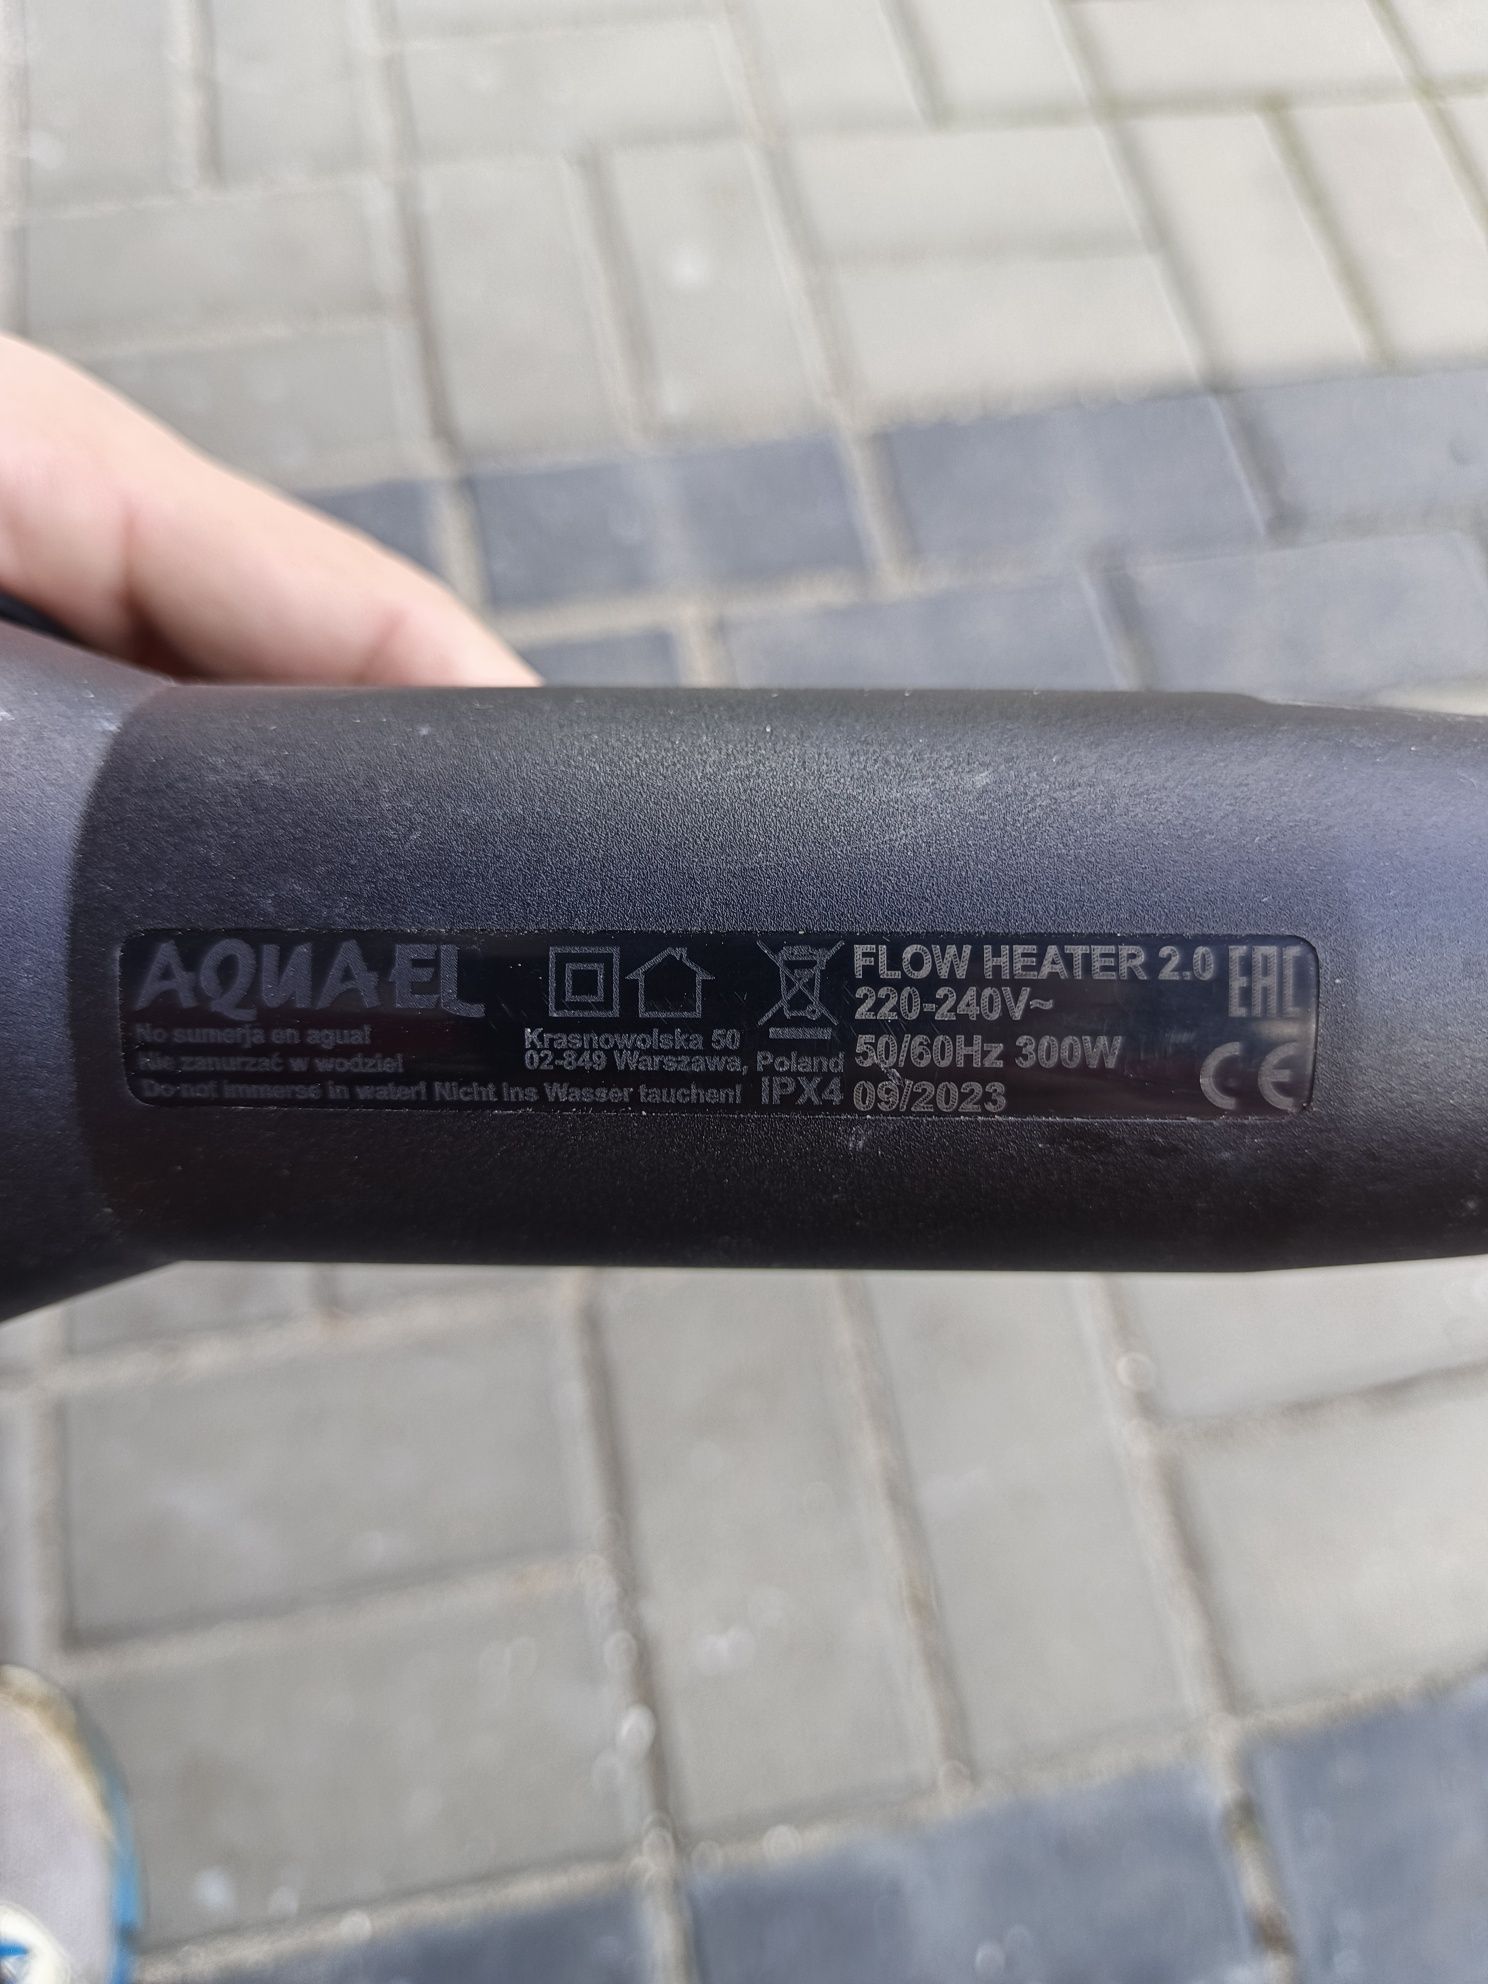 AQUAEL
No sumerja en agua!
Nie zanurzać w wodzie!
Do not immerse in water! Nicht ins Wasser tauchen!
Krasnowolska 50
02-849 Warszawa, Poland
IPX4
FLOW HEATER 2.0
220-240V~
50/60Hz 300W
09/2023
EAC
CE